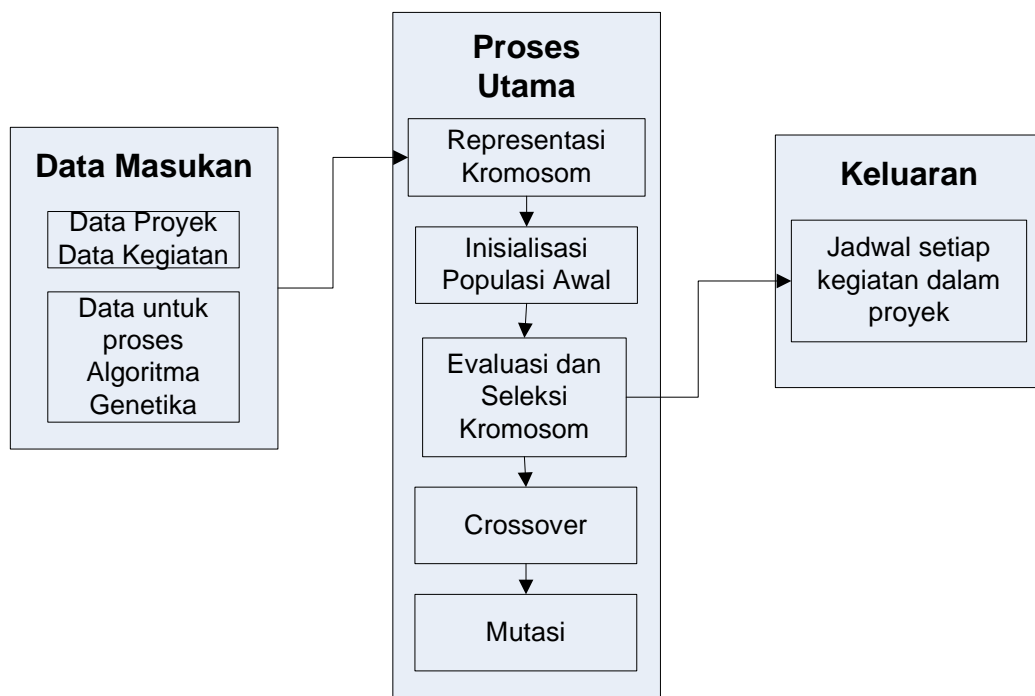 Data Masukan
Data Proyek
Data Kegiatan
Data untuk
proses
Algoritma
Genetika
Proses
Utama
Representasi
Kromosom
Inisialisasi
Populasi Awal
Evaluasi dan
Seleksi
Kromosom
Crossover
Mutasi
Keluaran
Jadwal setiap
kegiatan dalam
proyek